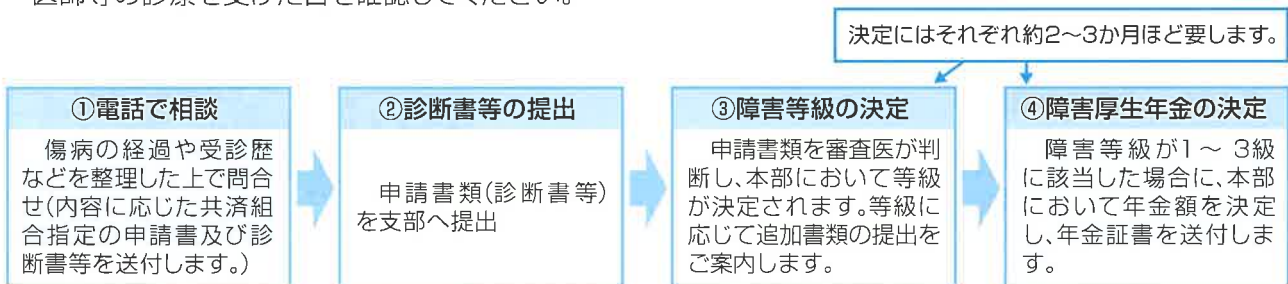 医師等の診療を受けた日を確認してください。
決定にはそれぞれ約2〜3か月ほど要します。
①電話で相談
傷病の経過や受診歴
などを整理した上で問合
せ(内容に応じた共済組
合指定の申請書及び診
断書等を送付します。)
②診断書等の提出
申請書類(診断書等)
を支部へ提出
③障害等級の決定
申請書類を審査医が判
断し、本部において等級
が決定されます。等級に
応じて追加書類の提出を
ご案内します。
④障害厚生年金の決定
障害等級が1〜3級
に該当した場合に、本部
において年金額を決定
し、年金証書を送付しま
す。